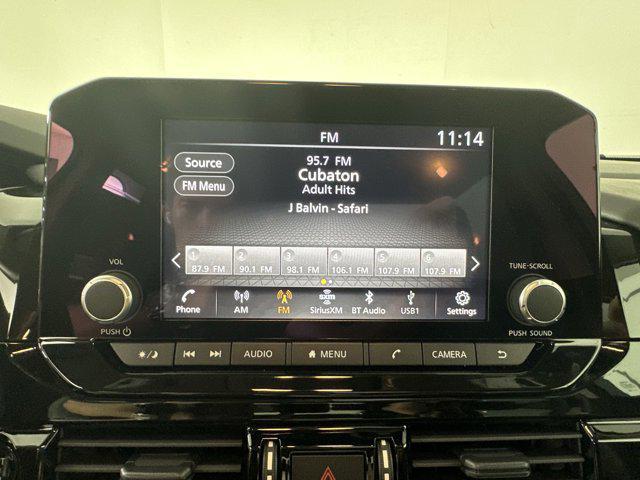 FM 11:14
Source
95.7 FM
Cubaton
FM Menu
Adult Hits
J Balvin - Safari
1 2 3 4 5 6
87.9 FM 90.1 FM 98.1 FM 106.1 FM 107.9 FM 107.9 FM
VOL
TUNE-SCROLL
sxm
Phone AM FM SiriusXM BT Audio USB1 Settings
PUSH
PUSH SOUND
AUDIO MENU CAMERA